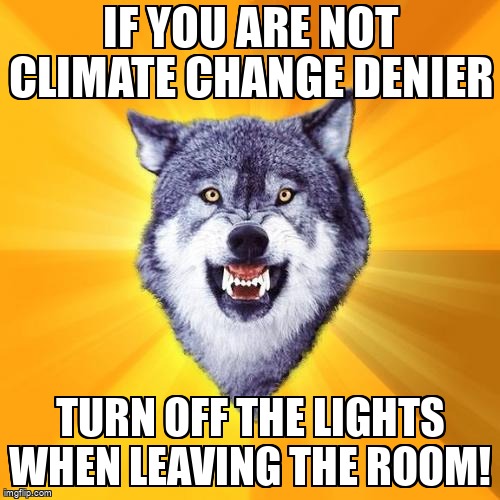 IF YOU ARE NOT
CLIMATE CHANGE DENIER
TURN OFF THE LIGHTS
WHEN LEAVING THE ROOM!
imgflip.com